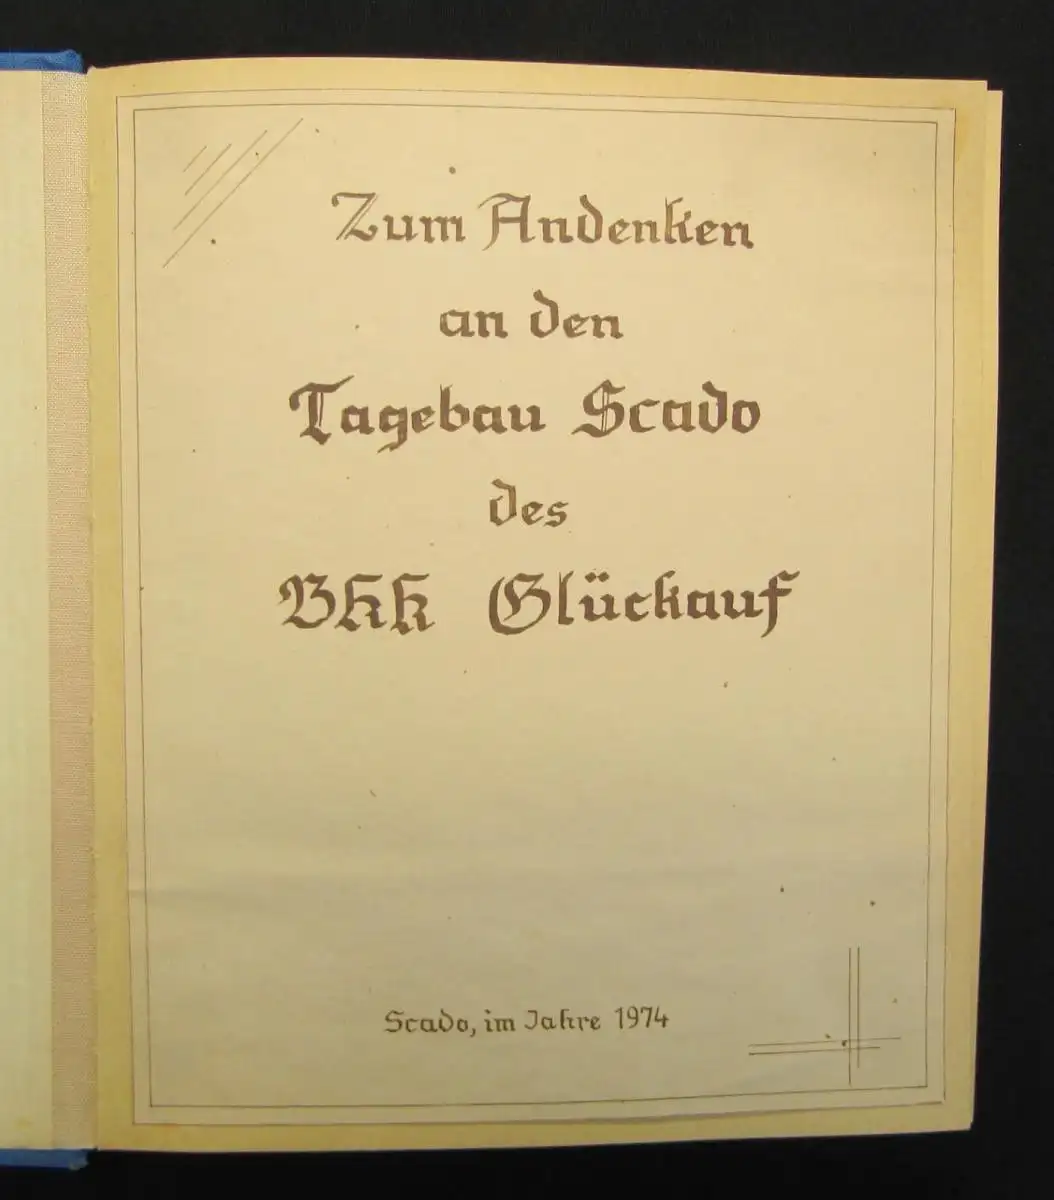 Zum Andenken
an den
Tagebau Scado
des
BKK Glückauf
Scado, im Jahre 1974